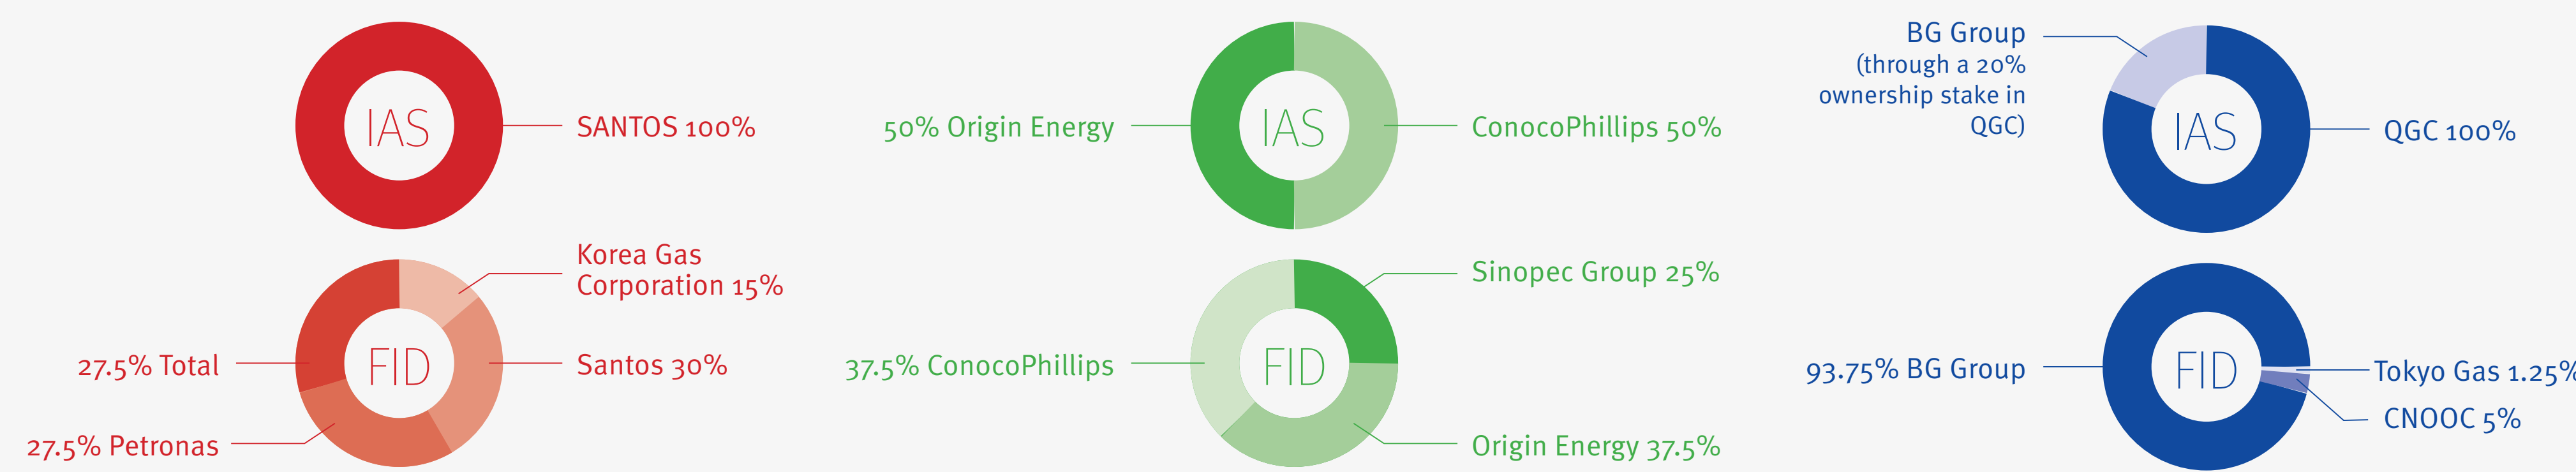 IAS
SANTOS 100%
Korea Gas
Corporation 15%
27.5% Total
FID
Santos 30%
27.5% Petronas
50% Origin Energy
IAS
ConocoPhillips 50%
Sinopec Group 25%
37.5% ConocoPhillips
FID
Origin Energy 37.5%
BG Group
(through a 20%
ownership stake in
QGC)
IAS
QGC 100%
93.75% BG Group
FID
Tokyo Gas 1.25%
CNOOC 5%